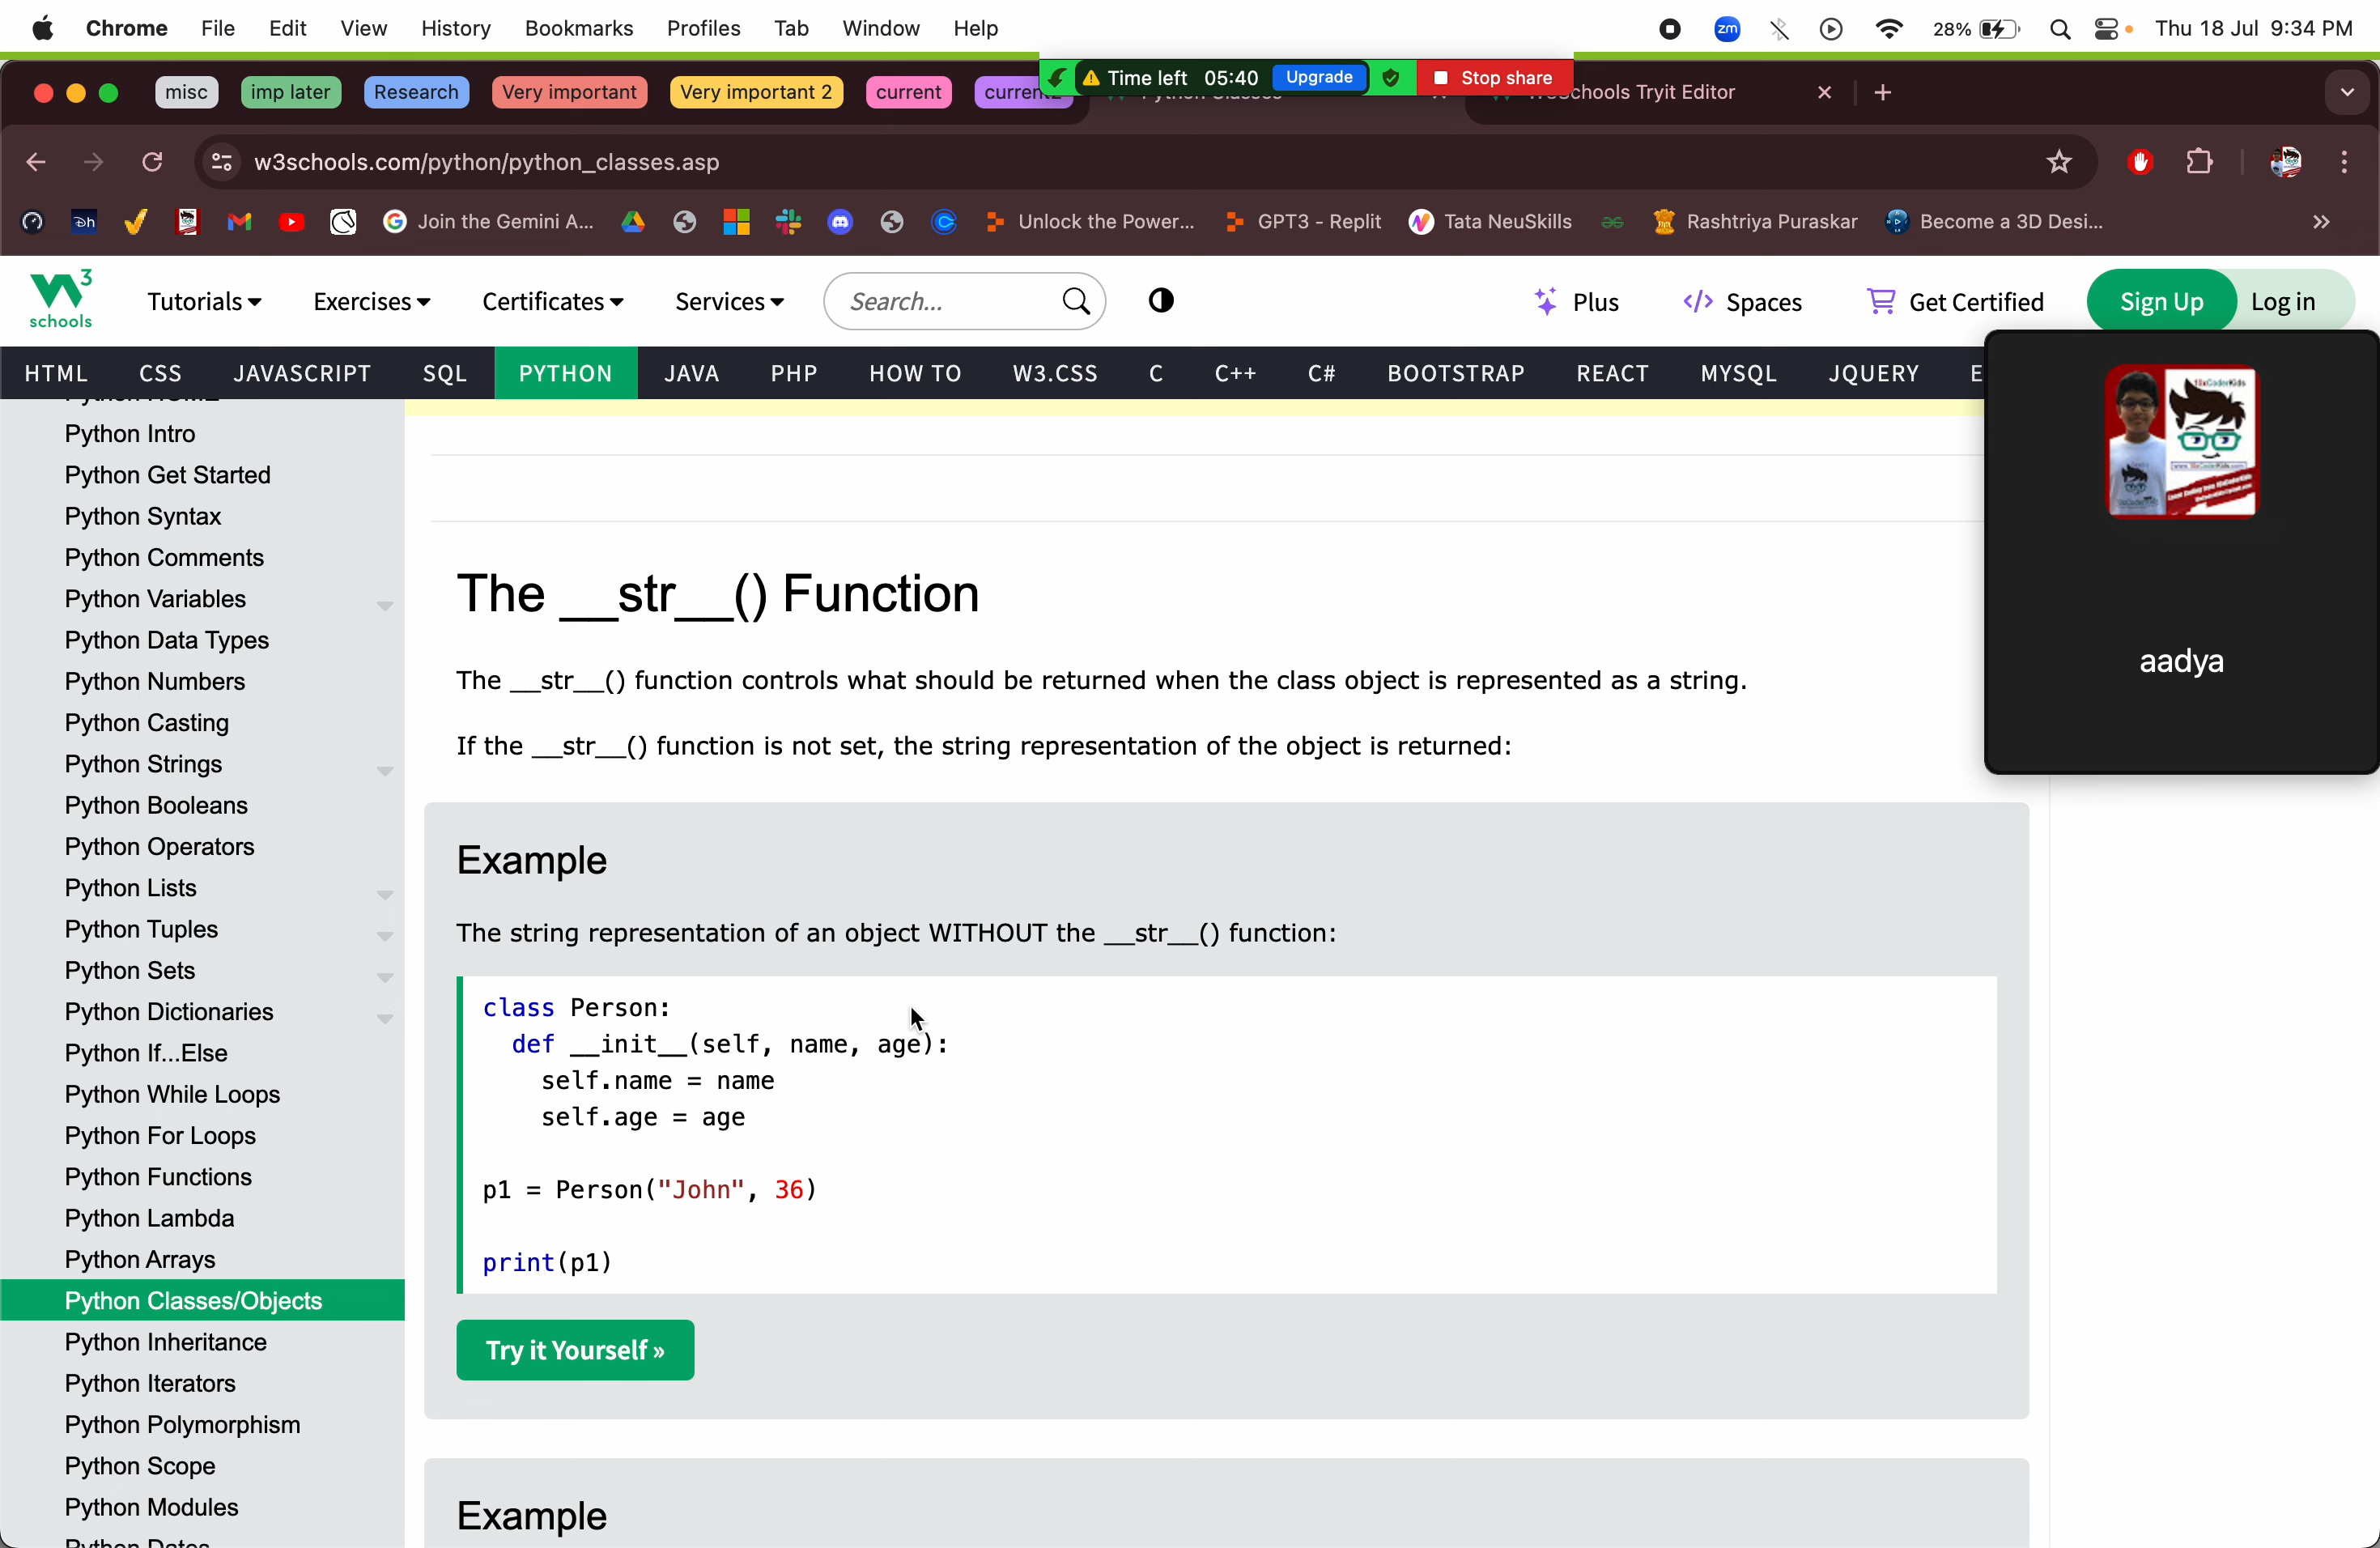 Chrome File Edit View History Bookmarks Profiles Tab Window Help
zm 28% Thu 18 Jul 9:34 PM
misc imp later Research Very important Very important 2 current
Time left 05:40 Upgrade Stop share
Tryit Editor
w3schools.com/python/python_classes.asp
Dh Join the Gemini A... Unlock the Power... GPT3 - Replit Tata NeuSkills Rashtriya Puraskar Become a 3D Desi...
W3 schools
Tutorials Exercises Certificates Services Search... Plus Spaces Get Certified Sign Up Log in
HTML CSS JAVASCRIPT SQL PYTHON JAVA PHP HOW TO W3.CSS C C++ C# BOOTSTRAP REACT MYSQL JQUERY
Python Intro
Python Get Started
Python Syntax
Python Comments
Python Variables
Python Data Types
Python Numbers
Python Casting
Python Strings
Python Booleans
Python Operators
Python Lists
Python Tuples
Python Sets
Python Dictionaries
Python If...Else
Python While Loops
Python For Loops
Python Functions
Python Lambda
Python Arrays
Python Classes/Objects
Python Inheritance
Python Iterators
Python Polymorphism
Python Scope
Python Modules
The __str__() Function
The __str__() function controls what should be returned when the class object is represented as a string.
If the __str__() function is not set, the string representation of the object is returned:
Example
The string representation of an object WITHOUT the __str__() function:
class Person:
  def __init__(self, name, age):
    self.name = name
    self.age = age
p1 = Person("John", 36)
print(p1)
Try it Yourself »
Example
aadya